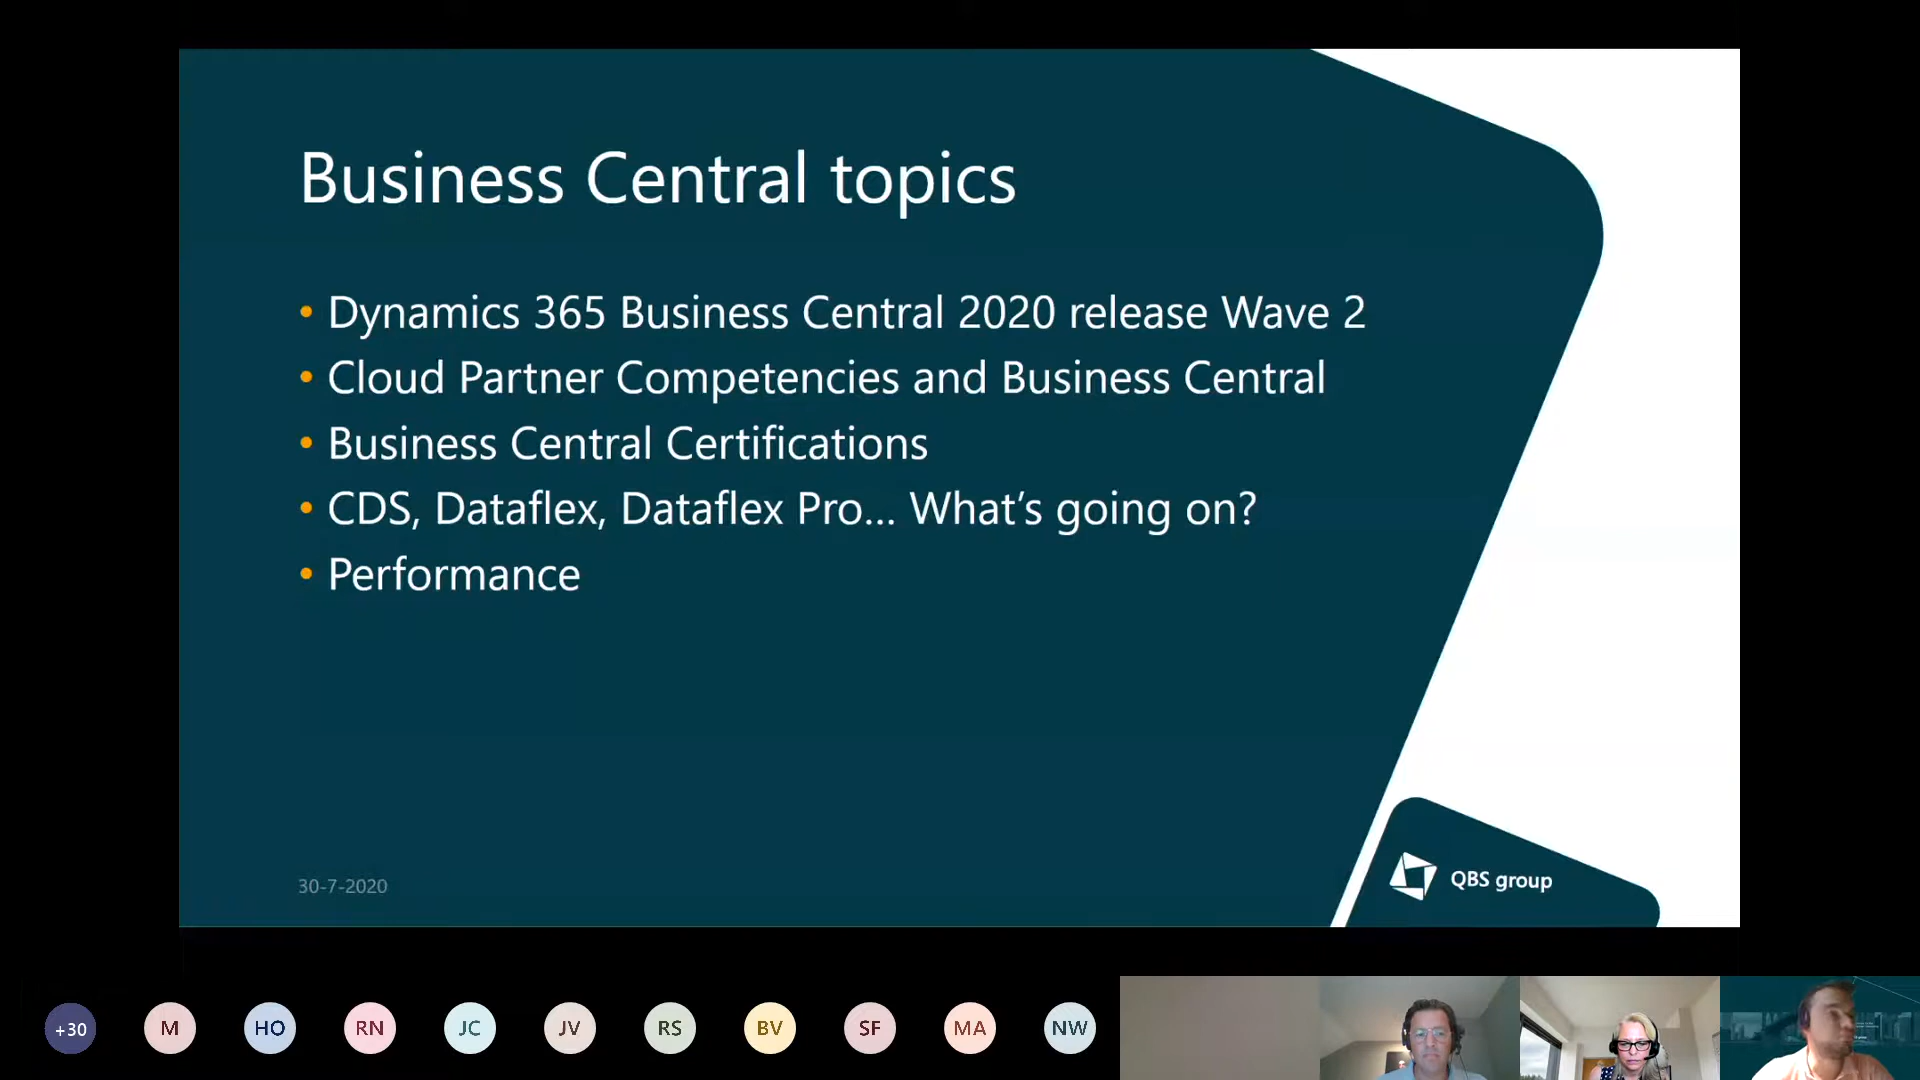 Business Central topics
• Dynamics 365 Business Central 2020 release Wave 2
• Cloud Partner Competencies and Business Central
• Business Central Certifications
• CDS, Dataflex, Dataflex Pro... What's going on?
• Performance
30-7-2020
QBS group
+30
M
HO
RN
JC
JV
RS
BV
SF
MA
NW